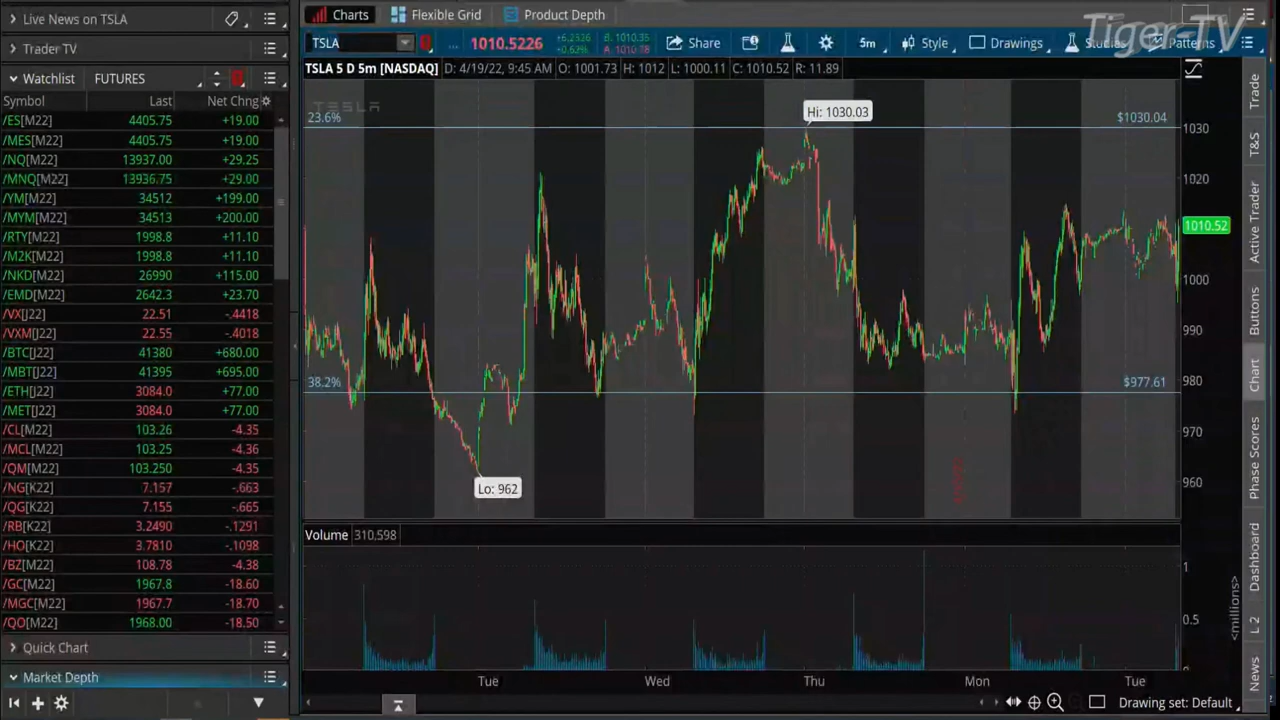 Live News on TSLA
Trader TV
Watchlist FUTURES
Symbol Last Net Chng
/ES[M22] 4405.75 +19.00
/MES[M22] 4405.75 +19.00
/NQ[M22] 13937.00 +29.25
/MNQ[M22] 13936.75 +29.00
/YM[M22] 34512 +199.00
/MYM[M22] 34513 +200.00
/RTY[M22] 1998.8 +11.10
/M2K[M22] 1998.8 +11.10
/NKD[M22] 26990 +115.00
/EMD[M22] 2642.3 +23.70
/VX[J22] 22.51 -.4418
/VXM[J22] 22.55 -.4018
/BTC[J22] 41380 +680.00
/MBT[J22] 41395 +695.00
/ETH[J22] 3084.0 +77.00
/MET[J22] 3084.0 +77.00
/CL[M22] 103.26 -4.35
/MCL[M22] 103.25 -4.36
/QM[M22] 103.250 -4.35
/NG[K22] 7.157 -.663
/QG[K22] 7.155 -.665
/RB[K22] 3.2490 -.1291
/HO[K22] 3.7810 -.1098
/BZ[M22] 108.78 -4.38
/GC[M22] 1967.8 -18.60
/MGC[M22] 1967.7 -18.70
/QO[M22] 1968.00 -18.50
Quick Chart
Market Depth
Charts Flexible Grid Product Depth
Tiger-TV
TSLA ... 1010.5226 +6.2326 +0.63% B: 1010.35 A: 1010.78 Share 5m Style Drawings Studies Patterns
TSLA 5 D 5m [NASDAQ] D: 4/19/22, 9:45 AM O: 1001.73 H: 1012 L: 1000.11 C: 1010.52 R: 11.89
TESLA
Hi: 1030.03
23.6% $1030.04
1030
1020
1010.52
1000
990
38.2% $977.61
980
970
Lo: 962
960
Volume 310,598
1
0.5
0
<millions>
Tue Wed Thu Mon Tue
Drawing set: Default
Trade
T&S
Active Trader
Buttons
Chart
Phase Scores
Dashboard
L 2
News